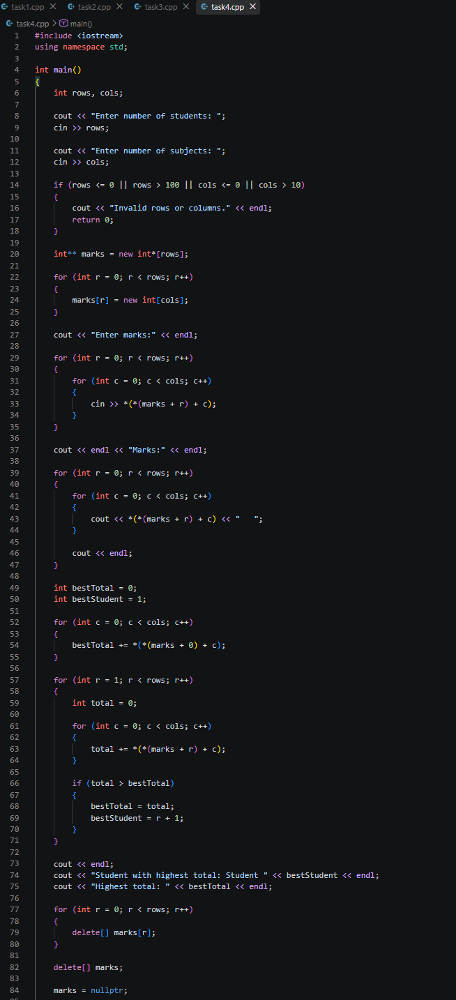 task1.cpp task2.cpp task3.cpp task4.cpp
task4.cpp > main()
1 #include <iostream>
2 using namespace std;
3
4 int main()
5 {
6     int rows, cols;
7
8     cout << "Enter number of students: ";
9     cin >> rows;
10
11     cout << "Enter number of subjects: ";
12     cin >> cols;
13
14     if (rows <= 0 || rows > 100 || cols <= 0 || cols > 10)
15     {
16         cout << "Invalid rows or columns." << endl;
17         return 0;
18     }
19
20     int** marks = new int*[rows];
21
22     for (int r = 0; r < rows; r++)
23     {
24         marks[r] = new int[cols];
25     }
26
27     cout << "Enter marks:" << endl;
28
29     for (int r = 0; r < rows; r++)
30     {
31         for (int c = 0; c < cols; c++)
32         {
33             cin >> *(*(marks + r) + c);
34         }
35     }
36
37     cout << endl << "Marks:" << endl;
38
39     for (int r = 0; r < rows; r++)
40     {
41         for (int c = 0; c < cols; c++)
42         {
43             cout << *(*(marks + r) + c) << "   ";
44         }
45
46         cout << endl;
47     }
48
49     int bestTotal = 0;
50     int bestStudent = 1;
51
52     for (int c = 0; c < cols; c++)
53     {
54         bestTotal += *(*(marks + 0) + c);
55     }
56
57     for (int r = 1; r < rows; r++)
58     {
59         int total = 0;
60
61         for (int c = 0; c < cols; c++)
62         {
63             total += *(*(marks + r) + c);
64         }
65
66         if (total > bestTotal)
67         {
68             bestTotal = total;
69             bestStudent = r + 1;
70         }
71     }
72
73     cout << endl;
74     cout << "Student with highest total: Student " << bestStudent << endl;
75     cout << "Highest total: " << bestTotal << endl;
76
77     for (int r = 0; r < rows; r++)
78     {
79         delete[] marks[r];
80     }
81
82     delete[] marks;
83
84     marks = nullptr;